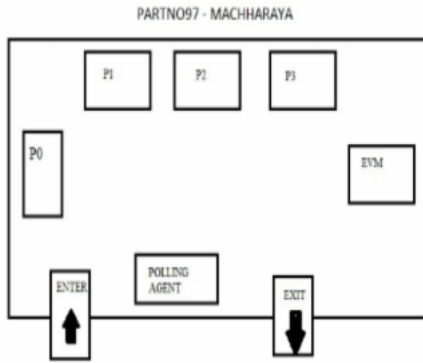 PARTNO97 - MACHHARAYA
P1
P2
P3
P0
EVM
POLLING
AGENT
ENTER
EXIT